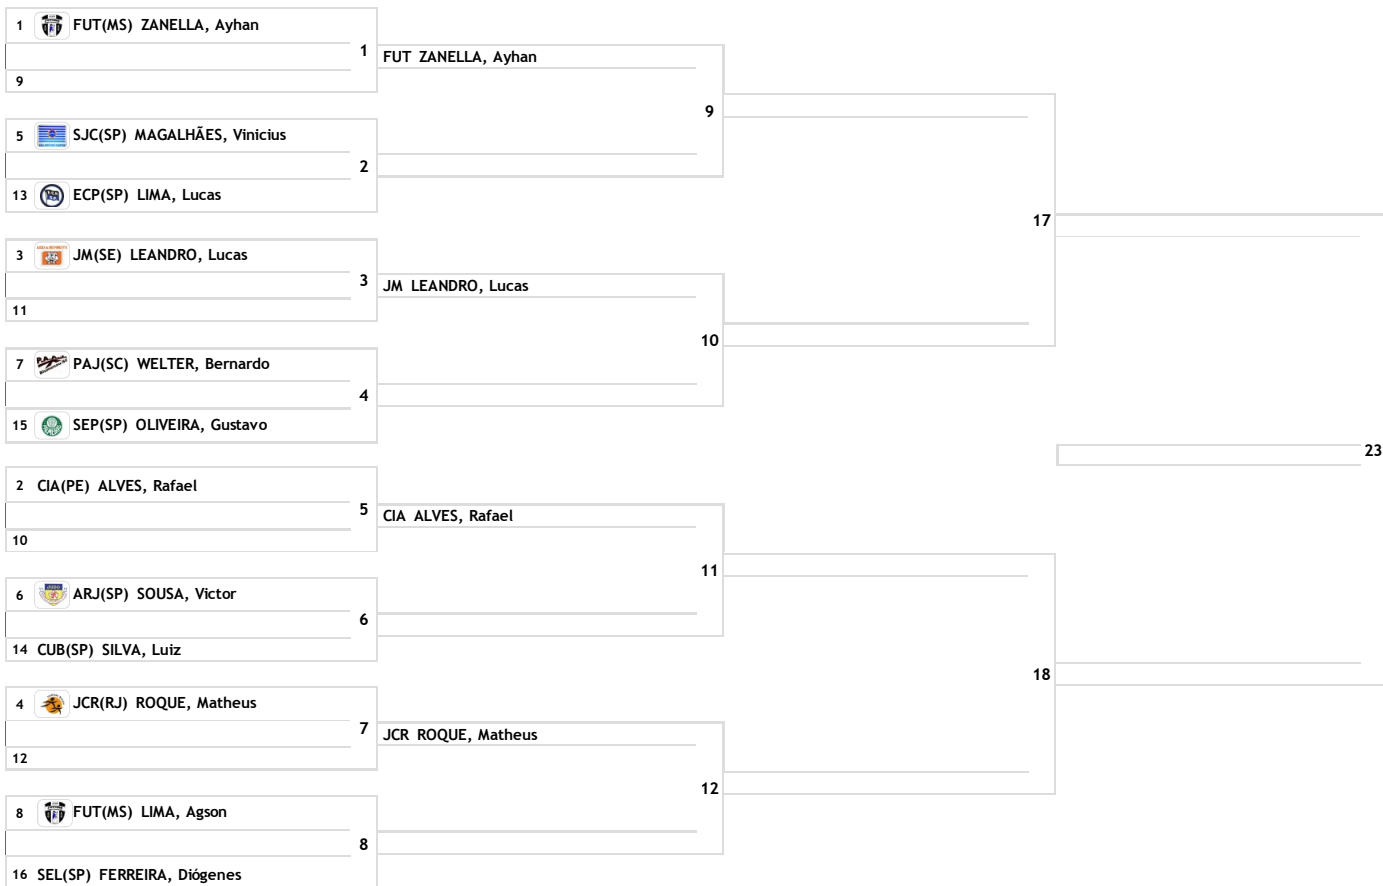 1 FUT(MS) ZANELLA, Ayhan
1
9
FUT ZANELLA, Ayhan
9
5 SJC(SP) MAGALHÃES, Vinicius
2
13 ECP(SP) LIMA, Lucas
17
3 JM(SE) LEANDRO, Lucas
3
11
JM LEANDRO, Lucas
10
7 PAJ(SC) WELTER, Bernardo
4
15 SEP(SP) OLIVEIRA, Gustavo
23
2 CIA(PE) ALVES, Rafael
5
10
CIA ALVES, Rafael
11
6 ARJ(SP) SOUSA, Victor
6
14 CUB(SP) SILVA, Luiz
18
4 JCR(RJ) ROQUE, Matheus
7
12
JCR ROQUE, Matheus
12
8 FUT(MS) LIMA, Agson
8
16 SEL(SP) FERREIRA, Diógenes